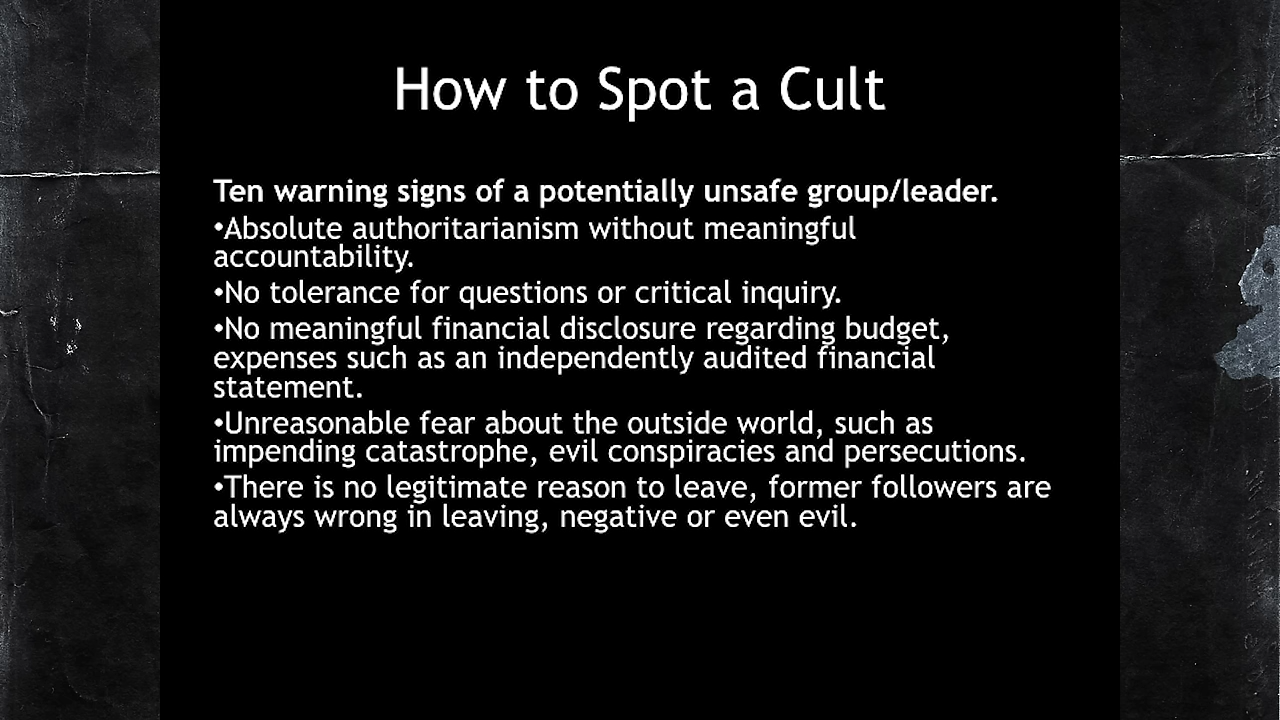 How to Spot a Cult
Ten warning signs of a potentially unsafe group/leader.
•Absolute authoritarianism without meaningful
accountability.
•No tolerance for questions or critical inquiry.
•No meaningful financial disclosure regarding budget,
expenses such as an independently audited financial
statement.
•Unreasonable fear about the outside world, such as
impending catastrophe, evil conspiracies and persecutions.
•There is no legitimate reason to leave, former followers are
always wrong in leaving, negative or even evil.